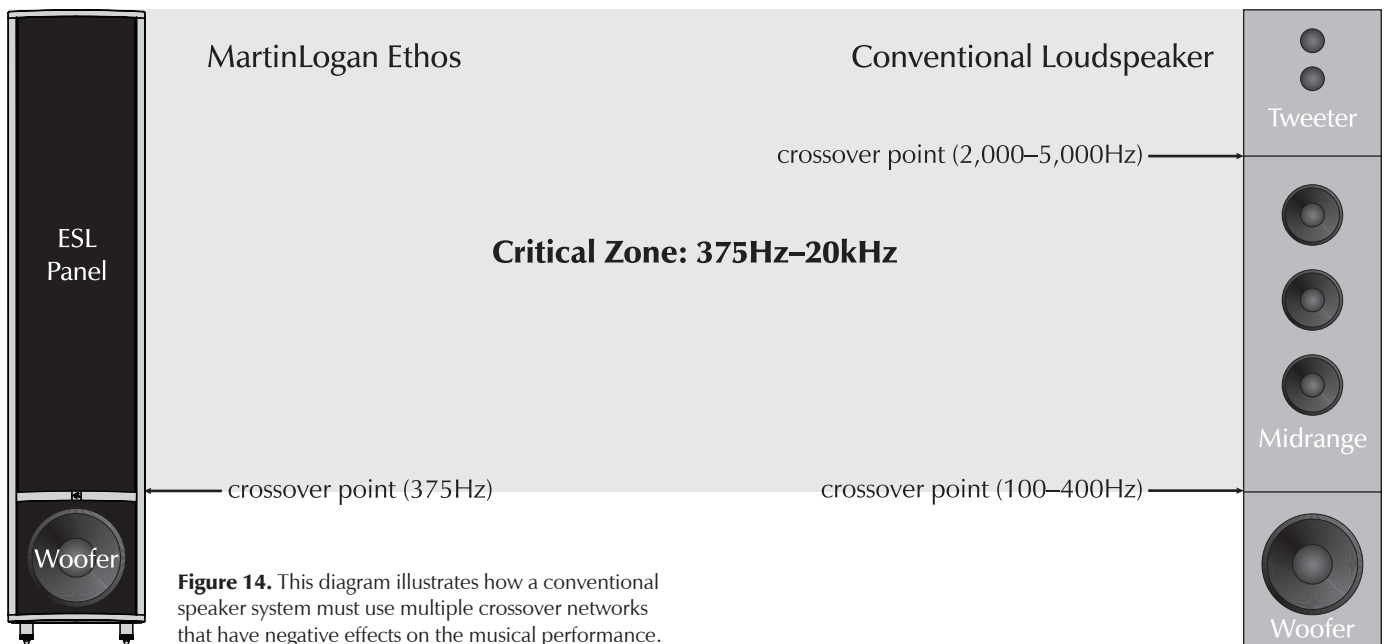 MartinLogan Ethos
Conventional Loudspeaker
Tweeter
crossover point (2,000–5,000Hz)
ESL
Panel
Critical Zone: 375Hz–20kHz
Midrange
crossover point (375Hz)
crossover point (100–400Hz)
Woofer
Figure 14. This diagram illustrates how a conventional
speaker system must use multiple crossover networks
that have negative effects on the musical performance.
Woofer